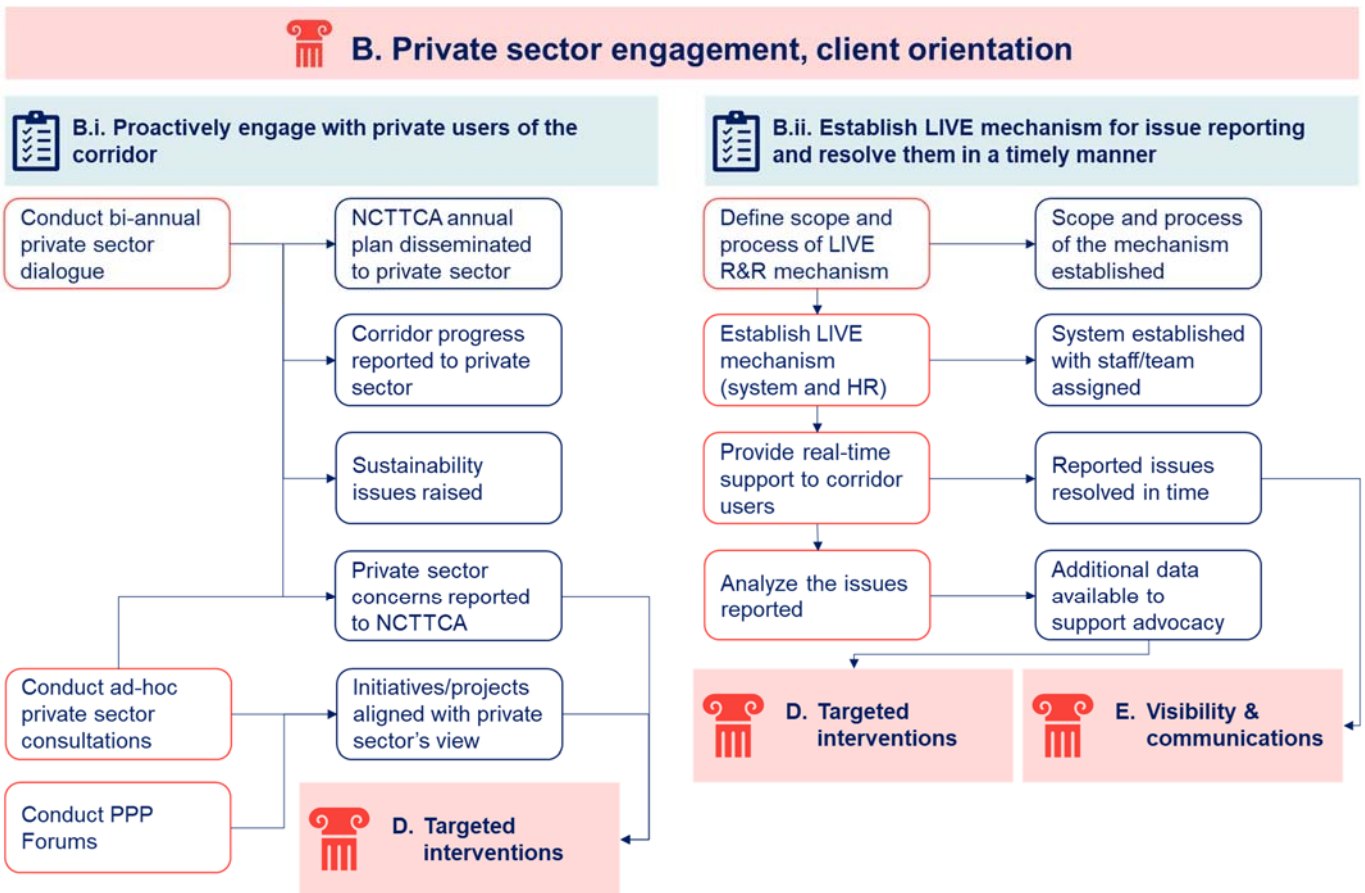 B. Private sector engagement, client orientation
B.i. Proactively engage with private users of the
corridor
Conduct bi-annual
private sector
dialogue
NCTTCA annual
plan disseminated
to private sector
Corridor progress
reported to private
sector
Sustainability
issues raised
Private sector
concerns reported
to NCTTCA
Conduct ad-hoc
private sector
consultations
Initiatives/projects
aligned with private
sector's view
Conduct PPP
Forums
D. Targeted
interventions
B.ii. Establish LIVE mechanism for issue reporting
and resolve them in a timely manner
Define scope and
process of LIVE
R&R mechanism
Scope and process
of the mechanism
established
Establish LIVE
mechanism
(system and HR)
System established
with staff/team
assigned
Provide real-time
support to corridor
users
Reported issues
resolved in time
Analyze the issues
reported
Additional data
available to
support advocacy
D. Targeted
interventions
E. Visibility &
communications